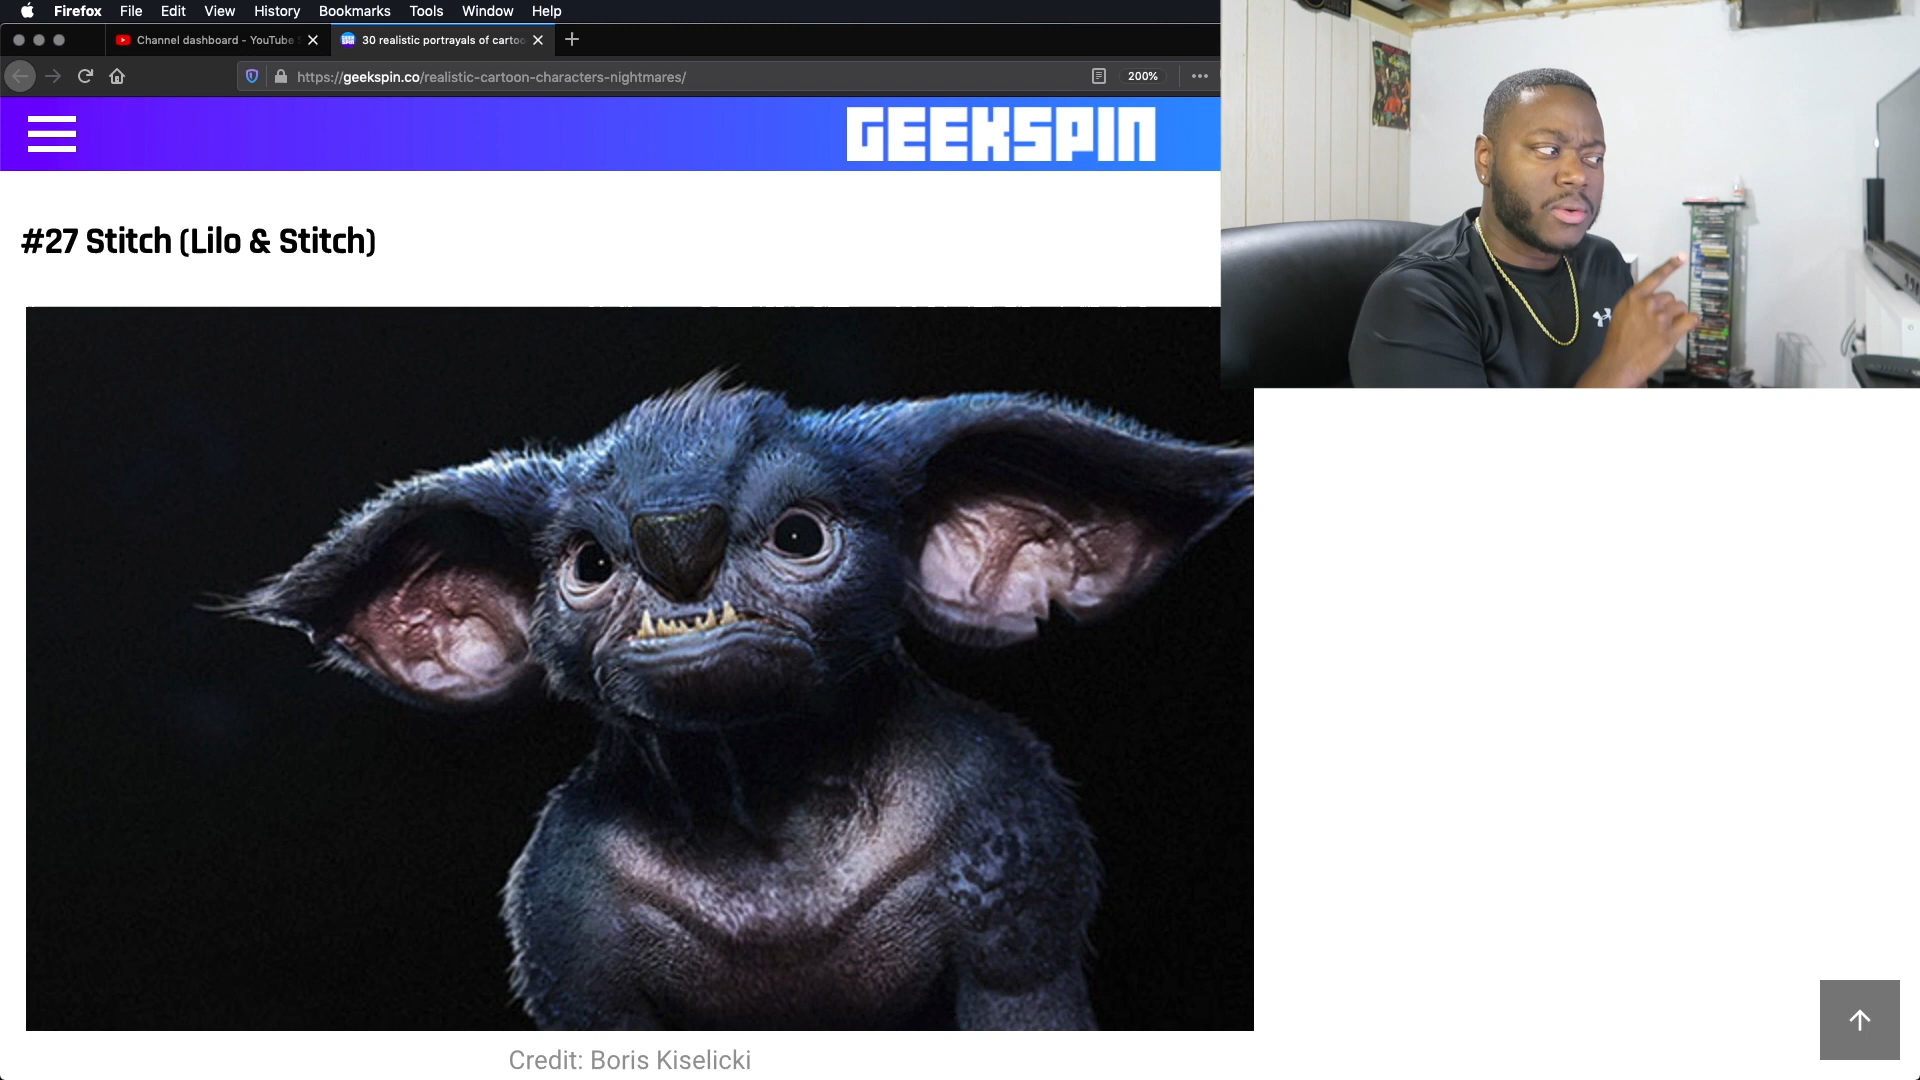 Firefox File Edit View History Bookmarks Tools Window Help
Channel dashboard - YouTube
30 realistic portrayals of cartoo
https://geekspin.co/realistic-cartoon-characters-nightmares/
200%
GEEKSPIN
#27 Stitch (Lilo & Stitch)
Credit: Boris Kiselicki